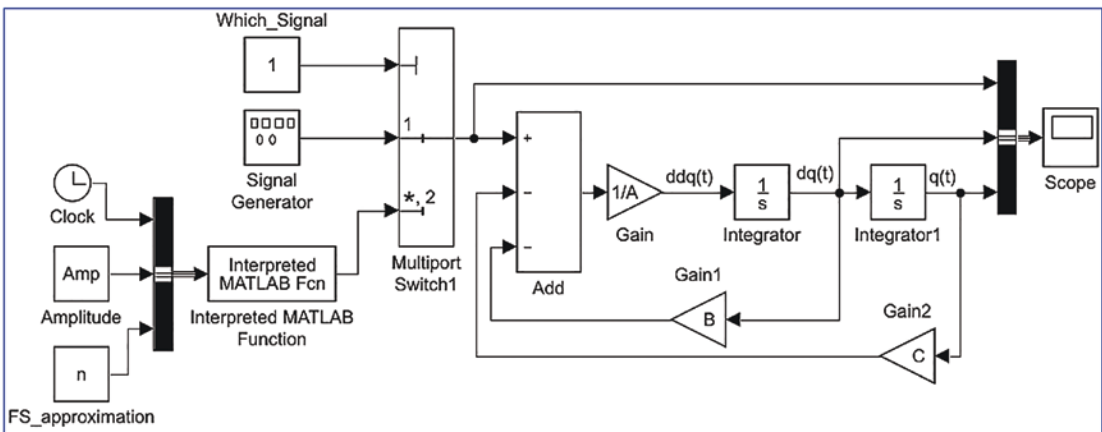 Which_Signal
1
Signal
Generator
Clock
Amp
Amplitude
n
FS_approximation
Interpreted
MATLAB Fcn
Interpreted MATLAB
Function
1
*, 2
Multiport
Switch1
+
−
−
Add
1/A
Gain
ddq(t)
1
s
Integrator
dq(t)
1
s
Integrator1
q(t)
Scope
Gain1
B
Gain2
C